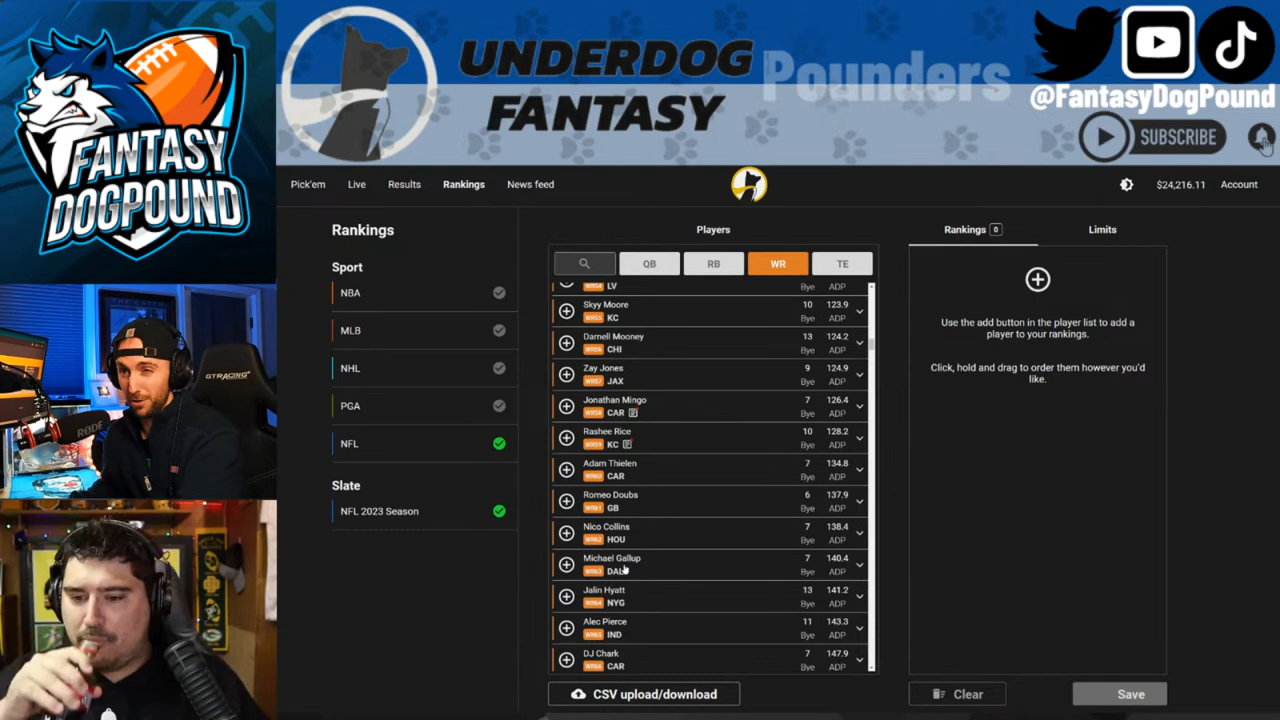 FANTASY
DOGPOUND
UNDERDOG
FANTASY
Pounders
@FantasyDogPound
SUBSCRIBE
Pick'em Live Results Rankings News feed
$24,216.11 Account
Rankings
Sport
NBA
MLB
NHL
PGA
NFL
Slate
NFL 2023 Season
Players
QB RB WR TE
WR54 LV Bye ADP
Skyy Moore 10 123.9
WR55 KC Bye ADP
Darnell Mooney 13 124.2
WR56 CHI Bye ADP
Zay Jones 9 124.9
WR57 JAX Bye ADP
Jonathan Mingo 7 126.4
WR58 CAR Bye ADP
Rashee Rice 10 128.2
WR59 KC Bye ADP
Adam Thielen 7 134.8
WR60 CAR Bye ADP
Romeo Doubs 6 137.9
WR61 GB Bye ADP
Nico Collins 7 138.4
WR62 HOU Bye ADP
Michael Gallup 7 140.4
WR63 DAL Bye ADP
Jalin Hyatt 13 141.2
WR64 NYG Bye ADP
Alec Pierce 11 143.3
WR65 IND Bye ADP
DJ Chark 7 147.9
WR66 CAR Bye ADP
CSV upload/download
Rankings 0 Limits
Use the add button in the player list to add a
player to your rankings.
Click, hold and drag to order them however you'd
like.
Clear Save
GTRACING
RØDE